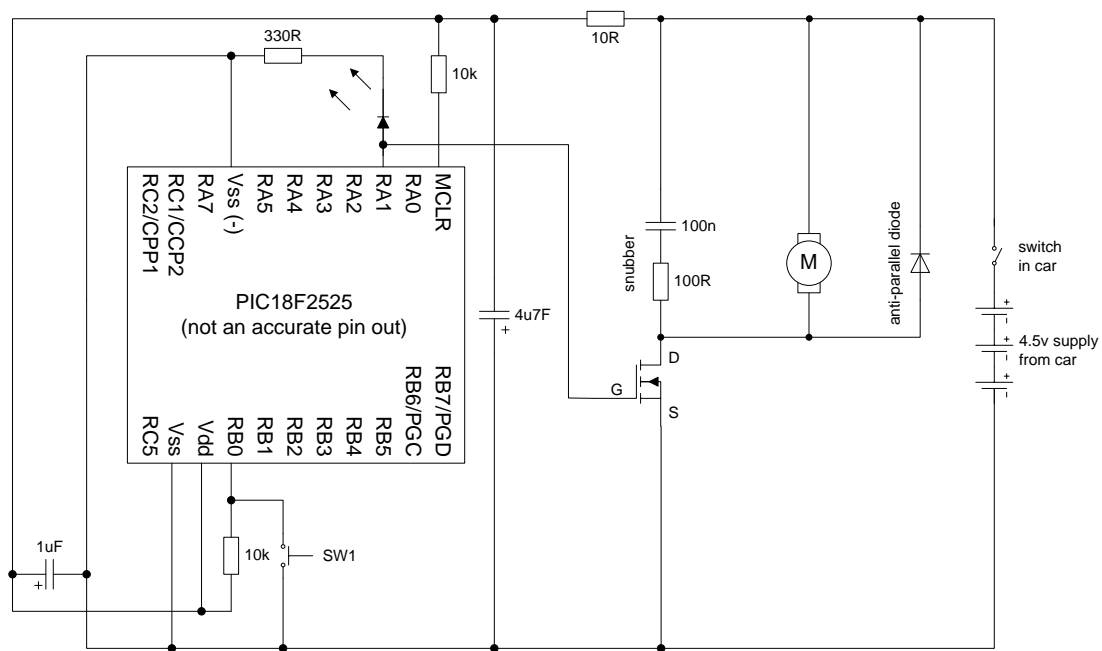 10R
330R
10k
RC2/CPP1
RC1/CCP2
RA7
Vss (-)
RA5
RA4
RA3
RA2
RA1
RA0
MCLR
PIC18F2525
(not an accurate pin out)
RC5
Vss
Vdd
RB0
RB1
RB2
RB3
RB4
RB5
RB6/PGC
RB7/PGD
4u7F
+
snubber
100n
100R
M
anti-parallel diode
switch
in car
+
-
+
-
+
-
4.5v supply
from car
D
G
S
1uF
+
10k
SW1